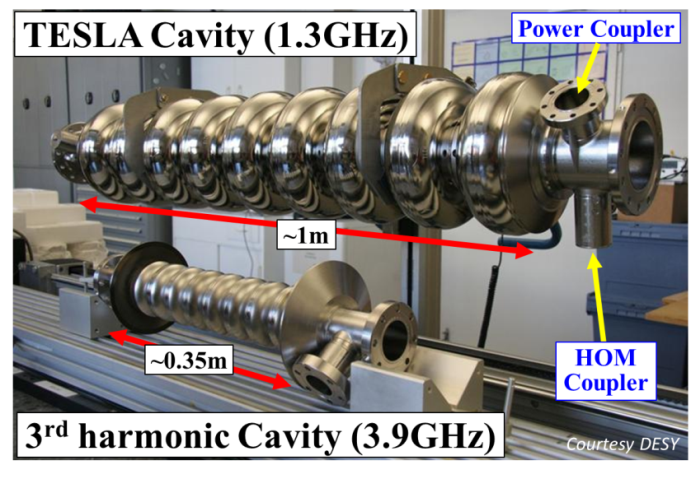 TESLA Cavity (1.3GHz)
Power Coupler
~1m
~0.35m
HOM
Coupler
3rd harmonic Cavity (3.9GHz)
Courtesy DESY